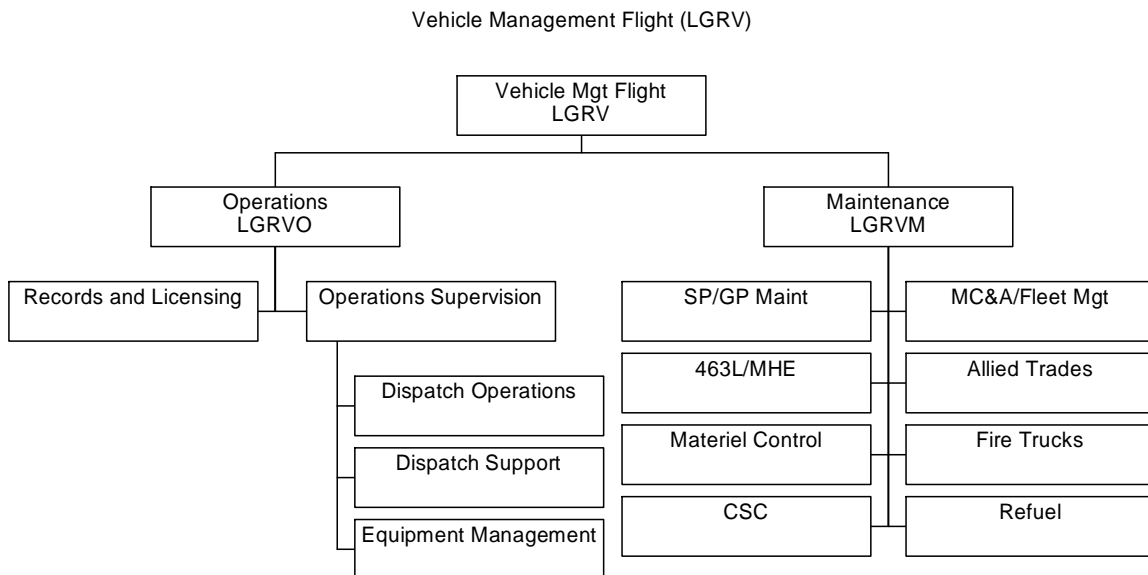 Vehicle Management Flight (LGRV)
Vehicle Mgt Flight
LGRV
Operations
LGRVO
Maintenance
LGRVM
Records and Licensing
Operations Supervision
Dispatch Operations
Dispatch Support
Equipment Management
SP/GP Maint
MC&A/Fleet Mgt
463L/MHE
Allied Trades
Materiel Control
Fire Trucks
CSC
Refuel